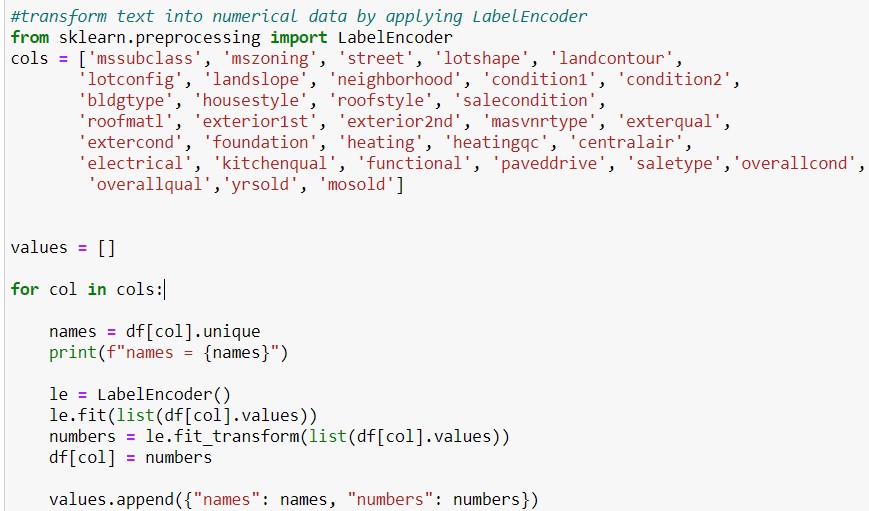 #transform text into numerical data by applying LabelEncoder
from sklearn.preprocessing import LabelEncoder
cols = ['mssubclass', 'mszoning', 'street', 'lotshape', 'landcontour',
'lotconfig', 'landslope', 'neighborhood', 'condition1', 'condition2',
'bldgtype', 'housestyle', 'roofstyle', 'salecondition',
'roofmatl', 'exterior1st', 'exterior2nd', 'masvnrtype', 'exterqual',
'extercond', 'foundation', 'heating', 'heatingqc', 'centralair',
'electrical', 'kitchenqual', 'functional', 'paveddrive', 'saletype','overallcond',
'overallqual','yrsold', 'mosold']
values = []
for col in cols:
names = df[col].unique
print(f"names = {names}")
le = LabelEncoder()
le.fit(list(df[col].values))
numbers = le.fit_transform(list(df[col].values))
df[col] = numbers
values.append({"names": names, "numbers": numbers})